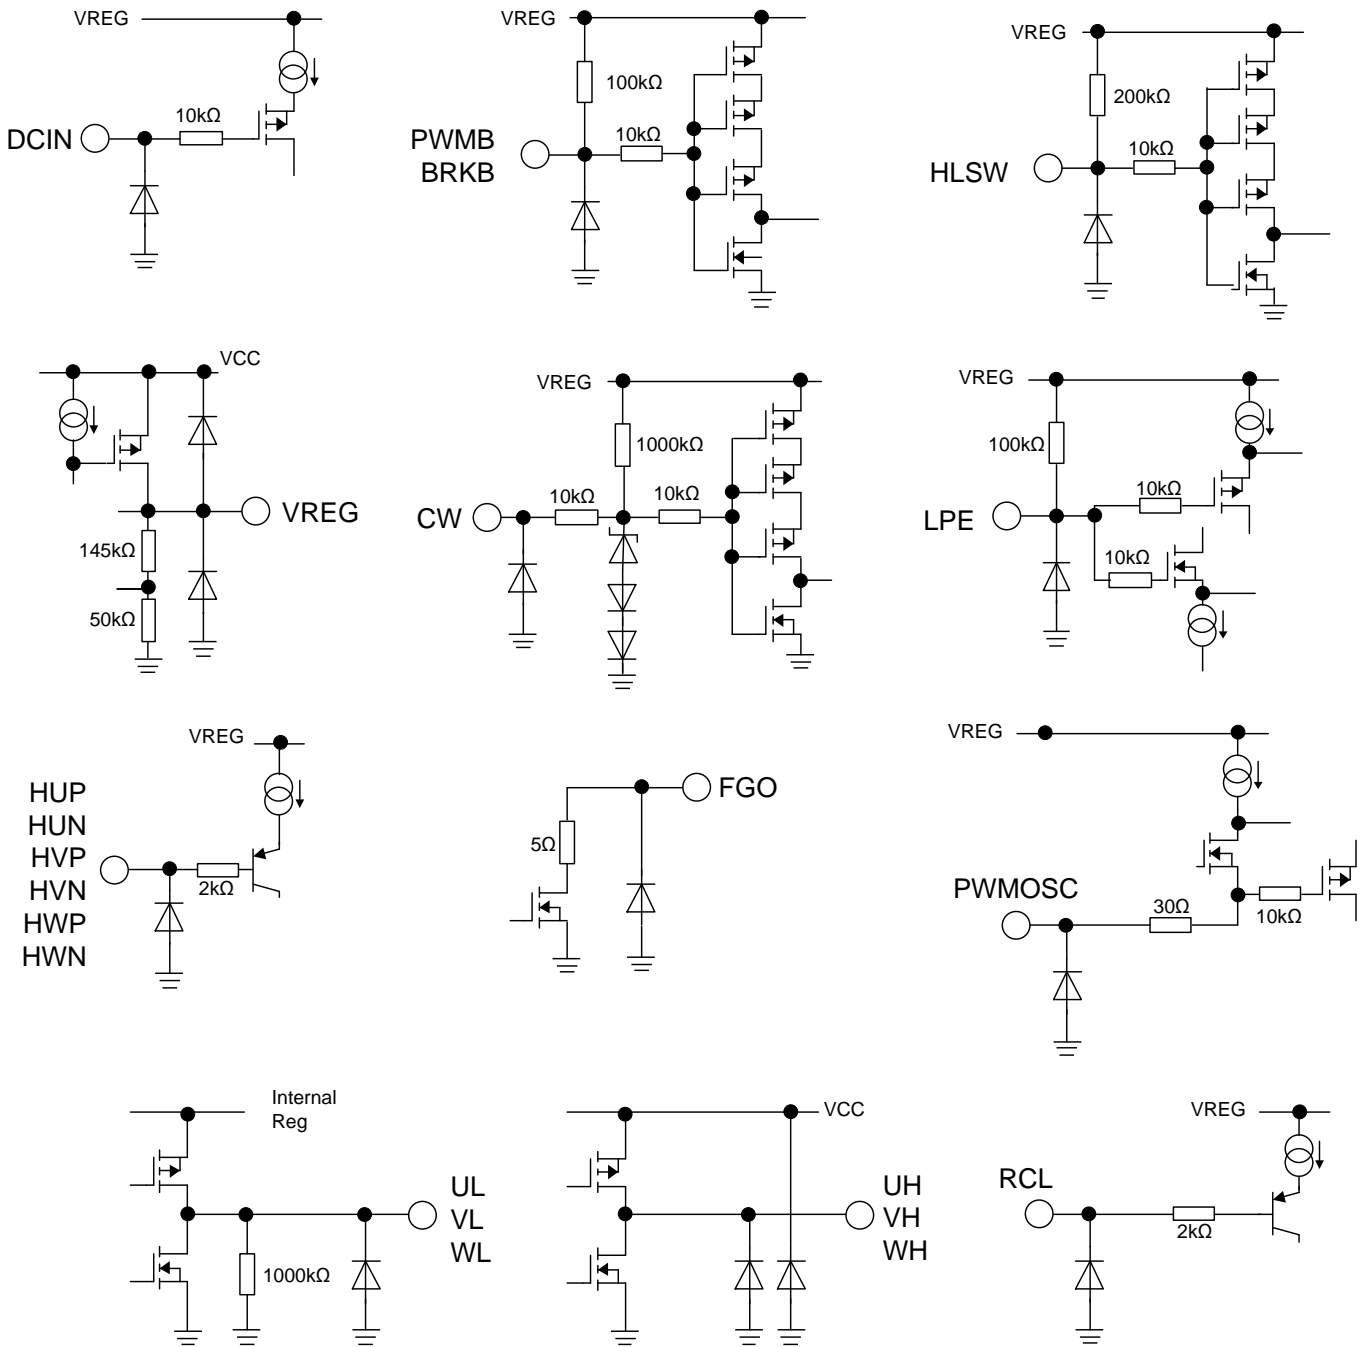 VREG
10kΩ
DCIN
VREG
100kΩ
10kΩ
PWMB
BRKB
VREG
200kΩ
10kΩ
HLSW
VCC
VREG
145kΩ
50kΩ
VREG
1000kΩ
10kΩ
10kΩ
CW
VREG
100kΩ
10kΩ
LPE
10kΩ
VREG
HUP
HUN
HVP
HVN
HWP
HWN
2kΩ
FGO
5Ω
VREG
PWMOSC
30Ω
10kΩ
Internal
Reg
UL
VL
WL
1000kΩ
VCC
UH
VH
WH
VREG
RCL
2kΩ